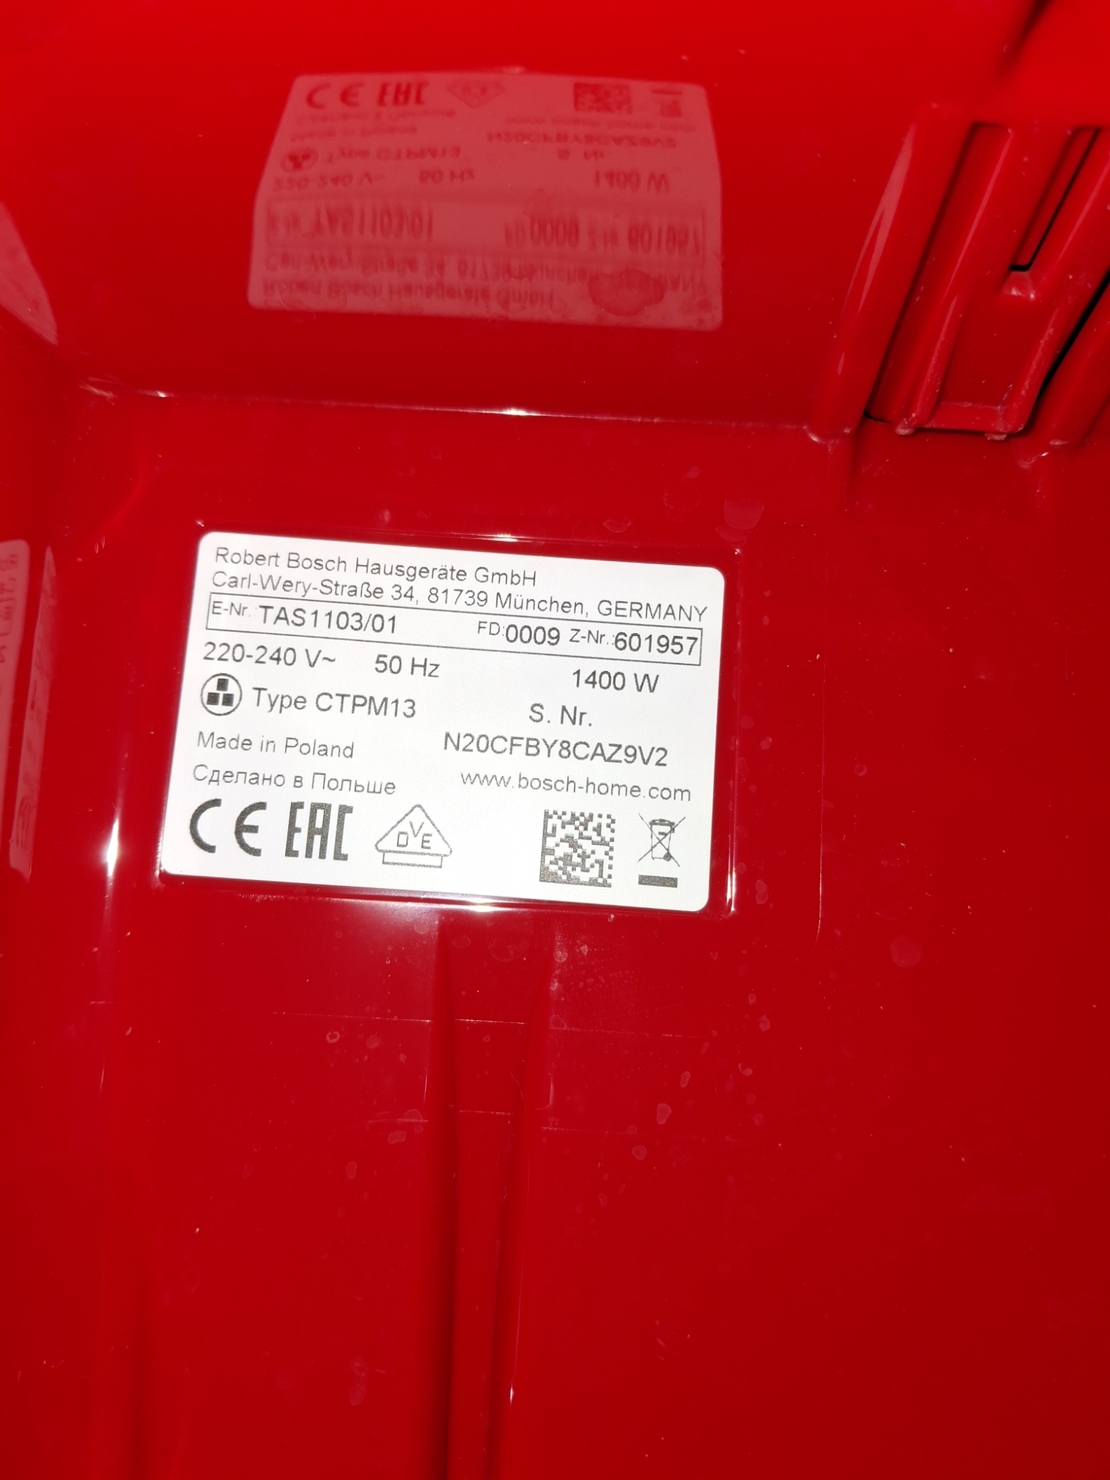 Robert Bosch Hausgeräte GmbH
Carl-Wery-Straße 34, 81739 München, GERMANY
E-Nr. TAS1103/01 FD:0009 Z-Nr.:601957
220-240 V~ 50 Hz 1400 W
Type CTPM13 S. Nr.
Made in Poland N20CFBY8CAZ9V2
Сделано в Польше www.bosch-home.com
CE EAC DVE